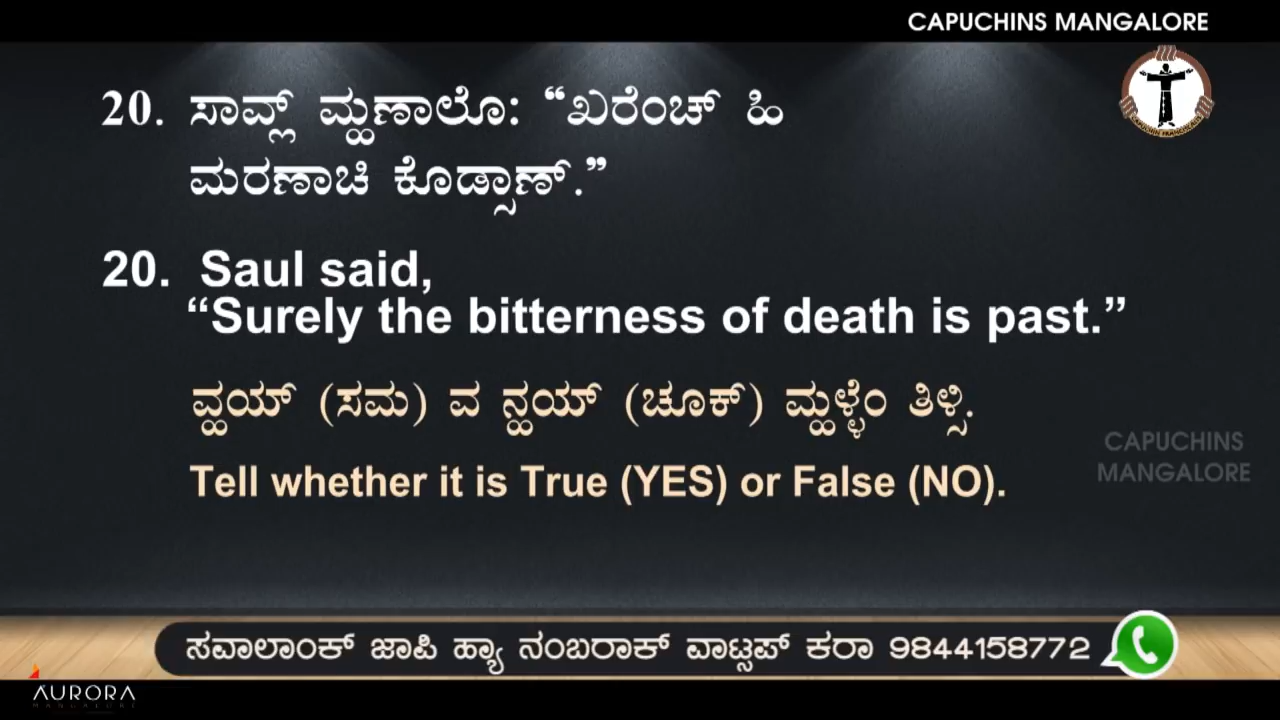 CAPUCHINS MANGALORE
20. ಸಾವ್ಲ್ ಮ್ಹಣಾಲೊ: “ಖರೆಂಚ್ ಹಿ
ಮರಣಾಚಿ ಕೊಡ್ಸಾಣ್.”
20. Saul said,
“Surely the bitterness of death is past.”
ವ್ಹಯ್ (ಸಮ) ವ ನ್ಹಯ್ (ಚೂಕ್) ಮ್ಹಳ್ಳೆಂ ತಿಳ್ಸಿ.
Tell whether it is True (YES) or False (NO).
CAPUCHINS
MANGALORE
ಸವಾಲಾಂಕ್ ಜಾಪಿ ಹ್ಯಾ ನಂಬರಾಕ್ ವಾಟ್ಸಪ್ ಕರಾ 9844158772
AURORA
MANGALORE